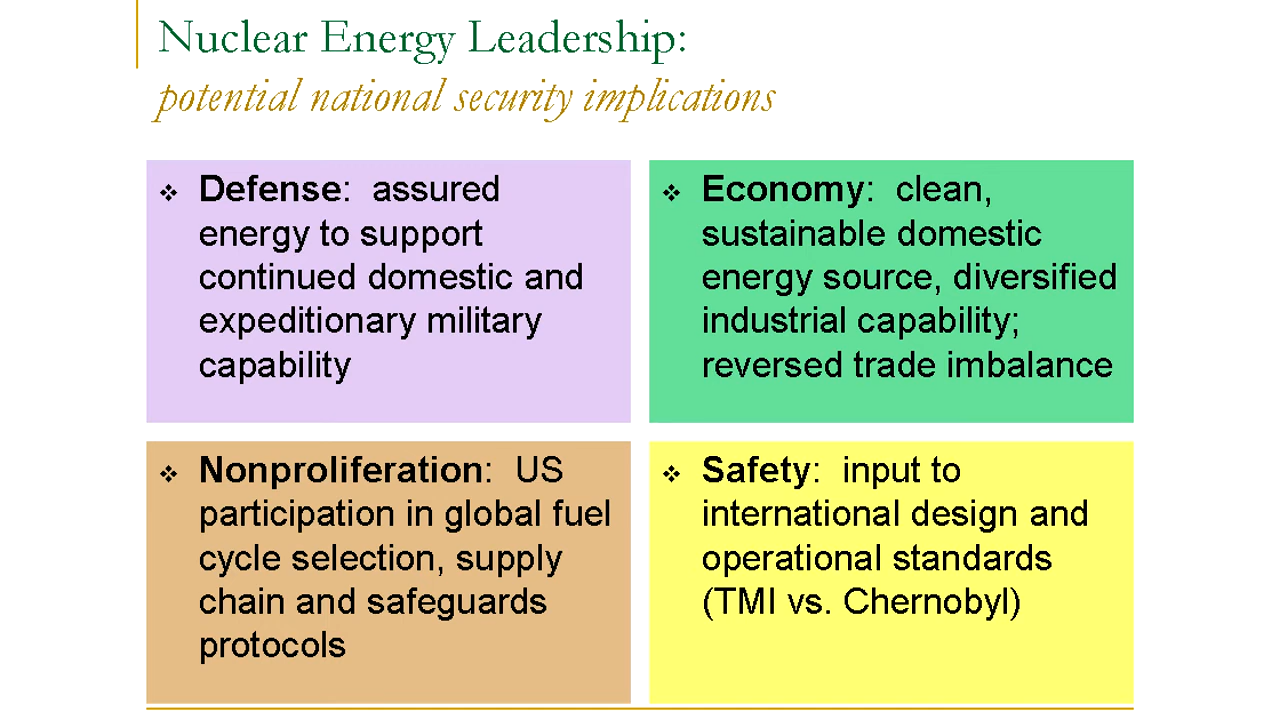 Nuclear Energy Leadership:
potential national security implications
❖ Defense: assured
energy to support
continued domestic and
expeditionary military
capability
❖ Economy: clean,
sustainable domestic
energy source, diversified
industrial capability;
reversed trade imbalance
❖ Nonproliferation: US
participation in global fuel
cycle selection, supply
chain and safeguards
protocols
❖ Safety: input to
international design and
operational standards
(TMI vs. Chernobyl)